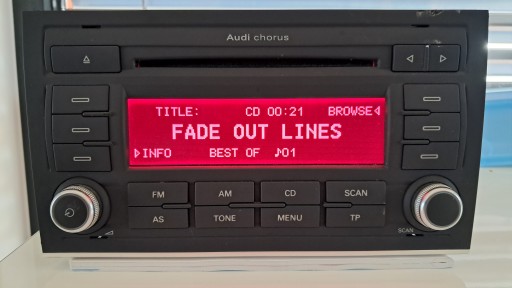 Audi chorus
TITLE: CD 00:21 BROWSE
FADE OUT LINES
INFO BEST OF ♪01
FM AM CD SCAN
AS TONE MENU TP
SCAN